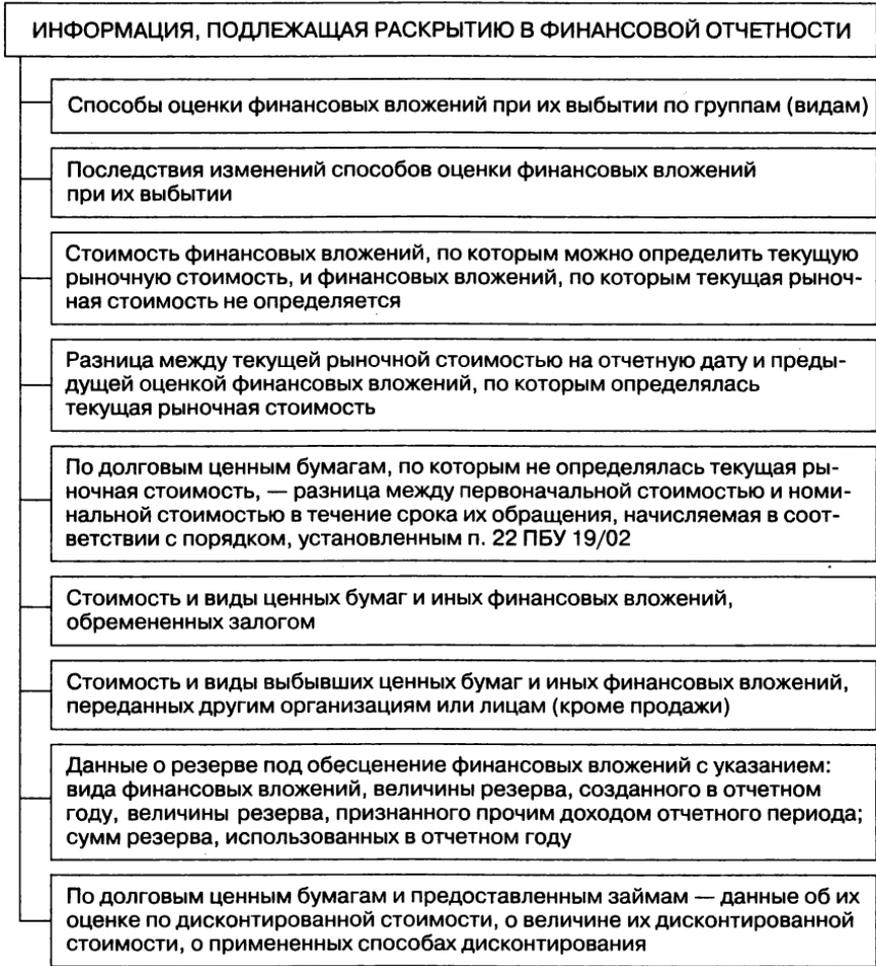 ИНФОРМАЦИЯ, ПОДЛЕЖАЩАЯ РАСКРЫТИЮ В ФИНАНСОВОЙ ОТЧЕТНОСТИ
Способы оценки финансовых вложений при их выбытии по группам (видам)
Последствия изменений способов оценки финансовых вложений
при их выбытии
Стоимость финансовых вложений, по которым можно определить текущую
рыночную стоимость, и финансовых вложений, по которым текущая рыноч-
ная стоимость не определяется
Разница между текущей рыночной стоимостью на отчетную дату и преды-
дущей оценкой финансовых вложений, по которым определялась
текущая рыночная стоимость
По долговым ценным бумагам, по которым не определялась текущая ры-
ночная стоимость, — разница между первоначальной стоимостью и номи-
нальной стоимостью в течение срока их обращения, начисляемая в соот-
ветствии с порядком, установленным п. 22 ПБУ 19/02
Стоимость и виды ценных бумаг и иных финансовых вложений,
обремененных залогом
Стоимость и виды выбывших ценных бумаг и иных финансовых вложений,
переданных другим организациям или лицам (кроме продажи)
Данные о резерве под обесценение финансовых вложений с указанием:
вида финансовых вложений, величины резерва, созданного в отчетном
году, величины резерва, признанного прочим доходом отчетного периода;
сумм резерва, использованных в отчетном году
По долговым ценным бумагам и предоставленным займам — данные об их
оценке по дисконтированной стоимости, о величине их дисконтированной
стоимости, о примененных способах дисконтирования